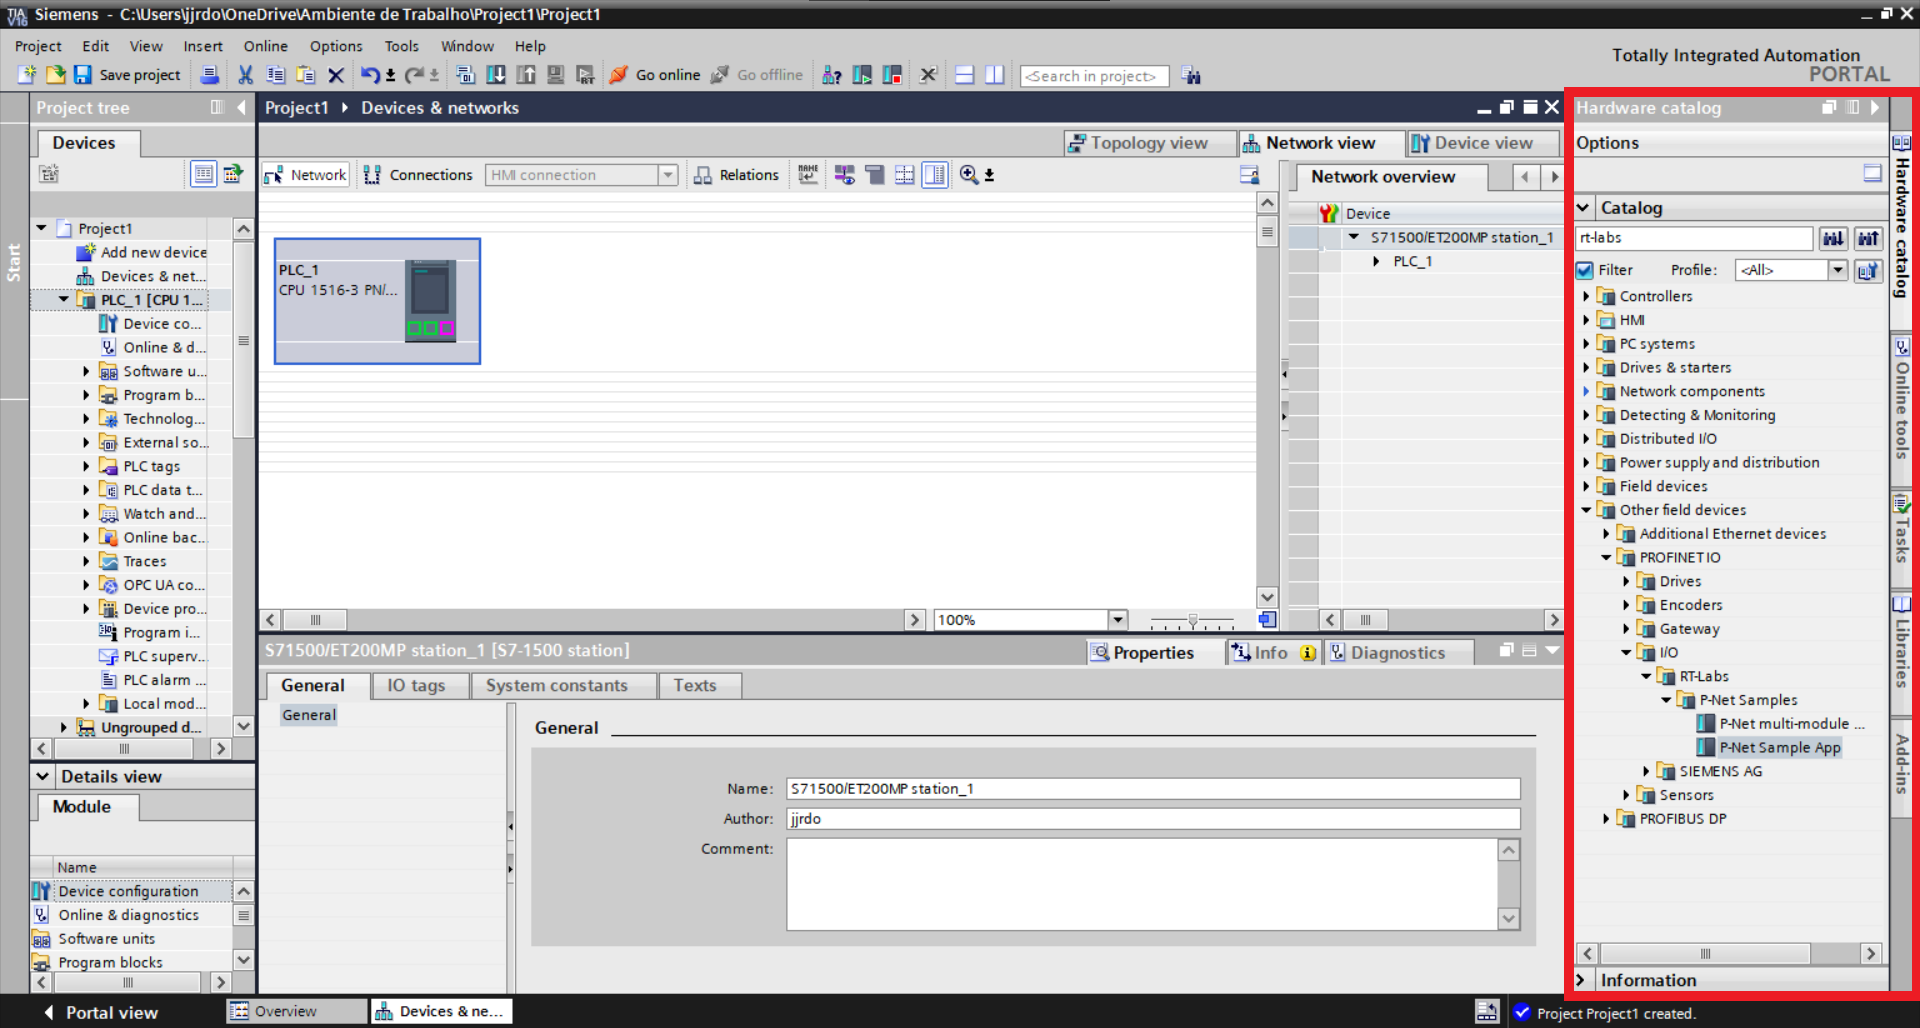 Siemens - C:\Users\jjrdo\OneDrive\Ambiente de Trabalho\Project1\Project1
Project Edit View Insert Online Options Tools Window Help
Totally Integrated Automation
PORTAL
Save project Go online Go offline <Search in project>
Project tree
Project1 Devices & networks
Hardware catalog
Devices
Topology view Network view Device view
Options
Network Connections HMI connection Relations
Network overview
Start
Project1
Add new device
Devices & net...
PLC_1 [CPU 1...
Device co...
Online & d...
Software u...
Program b...
Technolog...
External so...
PLC tags
PLC data t...
Watch and...
Online bac...
Traces
OPC UA co...
Device pro...
Program i...
PLC superv...
PLC alarm ...
Local mod...
Ungrouped d...
PLC_1
CPU 1516-3 PN/...
100%
Device
S71500/ET200MP station_1
PLC_1
Catalog
rt-labs
Filter Profile: <All>
Controllers
HMI
PC systems
Drives & starters
Network components
Detecting & Monitoring
Distributed I/O
Power supply and distribution
Field devices
Other field devices
Additional Ethernet devices
PROFINET IO
Drives
Encoders
Gateway
I/O
RT-Labs
P-Net Samples
P-Net multi-module ...
P-Net Sample App
SIEMENS AG
Sensors
PROFIBUS DP
Information
Hardware catalog
Online tools
Tasks
Libraries
Add-ins
S71500/ET200MP station_1 [S7-1500 station]
Properties Info Diagnostics
General IO tags System constants Texts
General
General
Name: S71500/ET200MP station_1
Author: jjrdo
Comment:
Details view
Module
Name
Device configuration
Online & diagnostics
Software units
Program blocks
Portal view Overview Devices & ne...
Project Project1 created.